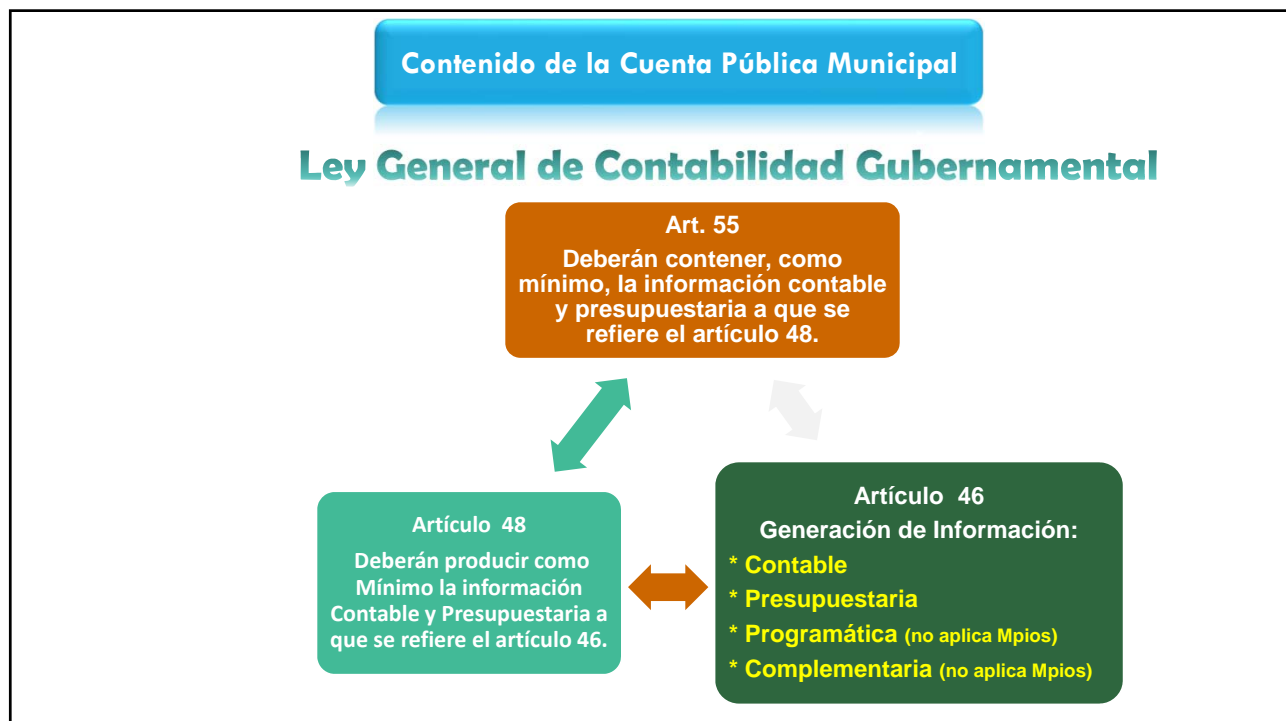 Contenido de la Cuenta Pública Municipal
Ley General de Contabilidad Gubernamental
Art. 55
Deberán contener, como
mínimo, la información contable
y presupuestaria a que se
refiere el artículo 48.
Artículo 48
Deberán producir como
Mínimo la información
Contable y Presupuestaria a
que se refiere el artículo 46.
Artículo 46
Generación de Información:
* Contable
* Presupuestaria
* Programática (no aplica Mpios)
* Complementaria (no aplica Mpios)